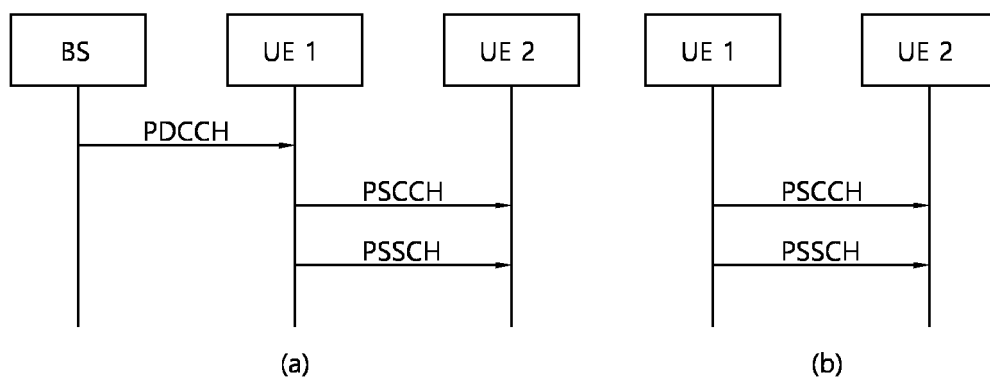 BS UE 1 UE 2 UE 1 UE 2
PDCCH
PSCCH PSCCH
PSSCH PSSCH
(a) (b)